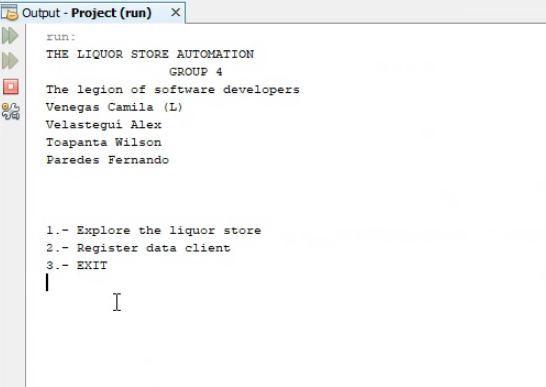 Output - Project (run) X
run:
THE LIQUOR STORE AUTOMATION
GROUP 4
The legion of software developers
Venegas Camila (L)
Velasteguí Alex
Toapanta Wilson
Paredes Fernando
1.- Explore the liquor store
2.- Register data client
3.- EXIT